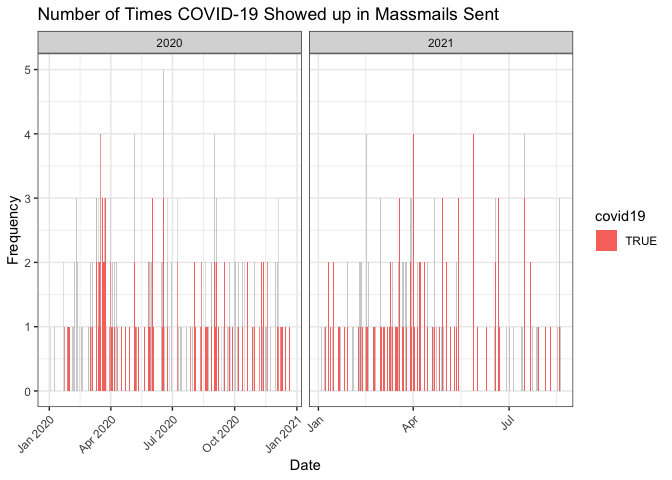 Number of Times COVID-19 Showed up in Massmails Sent
2020
2021
5
4
3
2
1
0
Frequency
Jan 2020
Apr 2020
Jul 2020
Oct 2020
Jan 2021
Jan
Apr
Jul
Date
covid19
TRUE